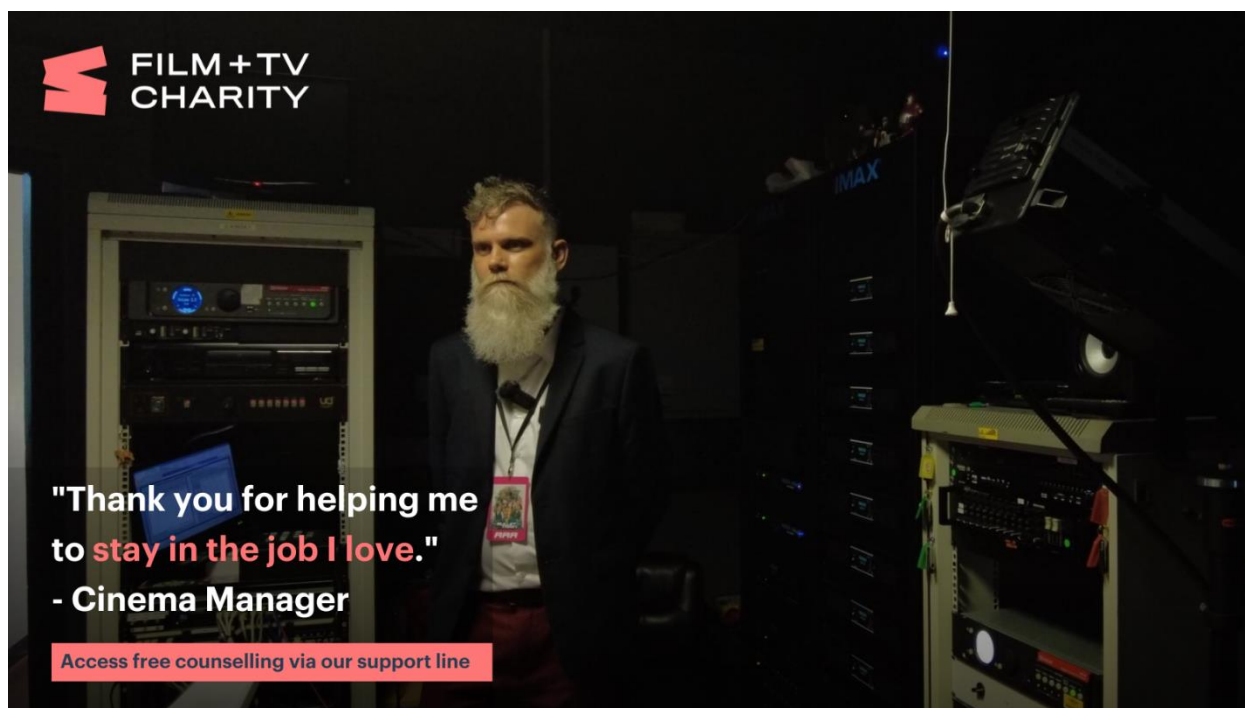 FILM+TV
CHARITY
IMAX
"Thank you for helping me
to stay in the job I love."
- Cinema Manager
Access free counselling via our support line